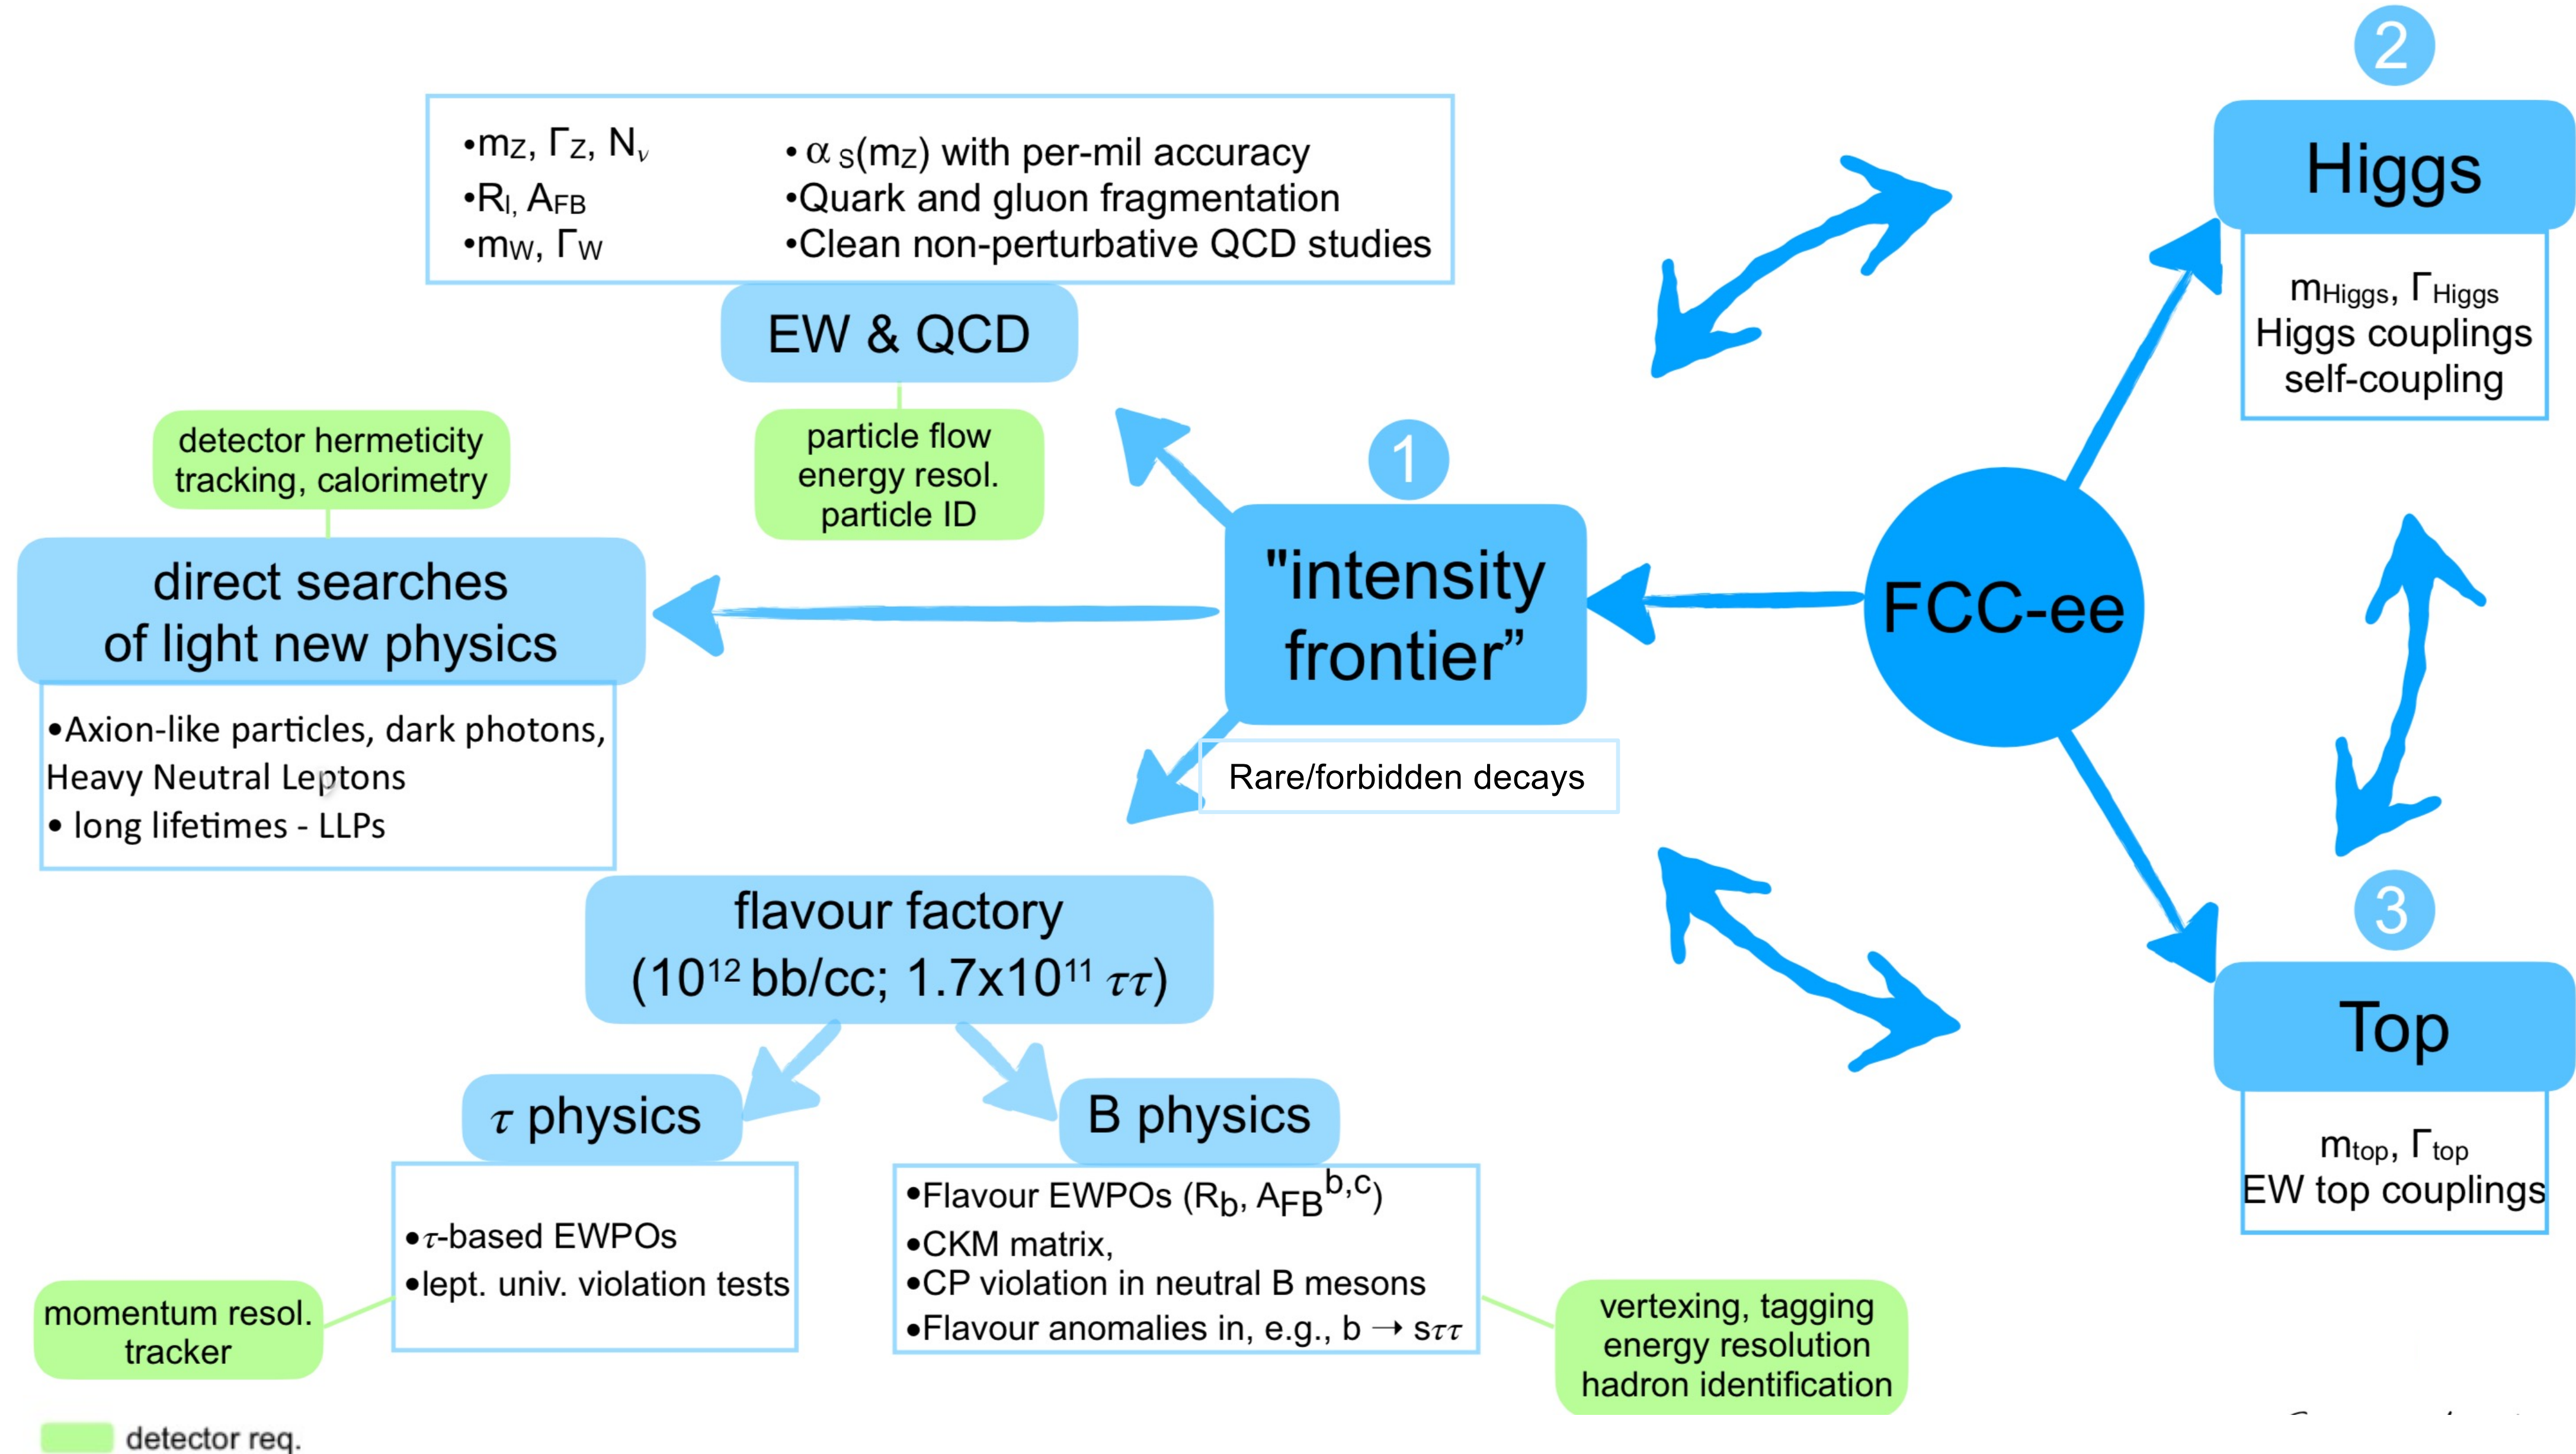 2
Higgs
mHiggs, ΓHiggs
Higgs couplings
self-coupling
•mZ, ΓZ, Nν
•Rl, AFB
•mW, ΓW
• αS(mZ) with per-mil accuracy
•Quark and gluon fragmentation
•Clean non-perturbative QCD studies
EW & QCD
particle flow
energy resol.
particle ID
detector hermeticity
tracking, calorimetry
direct searches
of light new physics
•Axion-like particles, dark photons,
Heavy Neutral Leptons
• long lifetimes - LLPs
1
"intensity
frontier”
Rare/forbidden decays
FCC-ee
flavour factory
(10¹² bb/cc; 1.7x10¹¹ ττ)
τ physics
•τ-based EWPOs
•lept. univ. violation tests
momentum resol.
tracker
B physics
•Flavour EWPOs (Rb, AFB^b,c)
•CKM matrix,
•CP violation in neutral B mesons
•Flavour anomalies in, e.g., b → sττ
vertexing, tagging
energy resolution
hadron identification
3
Top
mtop, Γtop
EW top couplings
detector req.